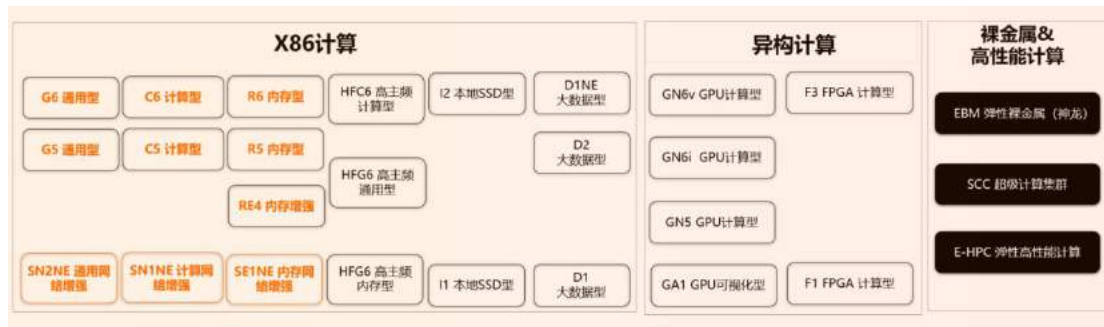 X86计算
G6 通用型
C6 计算型
R6 内存型
HFC6 高主频
计算型
I2 本地SSD型
D1NE
大数据型
G5 通用型
C5 计算型
R5 内存型
HFG6 高主频
通用型
D2
大数据型
RE4 内存增强
SN2NE 通用网
络增强
SN1NE 计算网
络增强
SE1NE 内存网
络增强
HFG6 高主频
内存型
I1 本地SSD型
D1
大数据型
异构计算
GN6v GPU计算型
F3 FPGA 计算型
GN6i GPU计算型
GN5 GPU计算型
GA1 GPU可视化型
F1 FPGA 计算型
裸金属&
高性能计算
EBM 弹性裸金属（神龙）
SCC 超级计算集群
E-HPC 弹性高性能计算